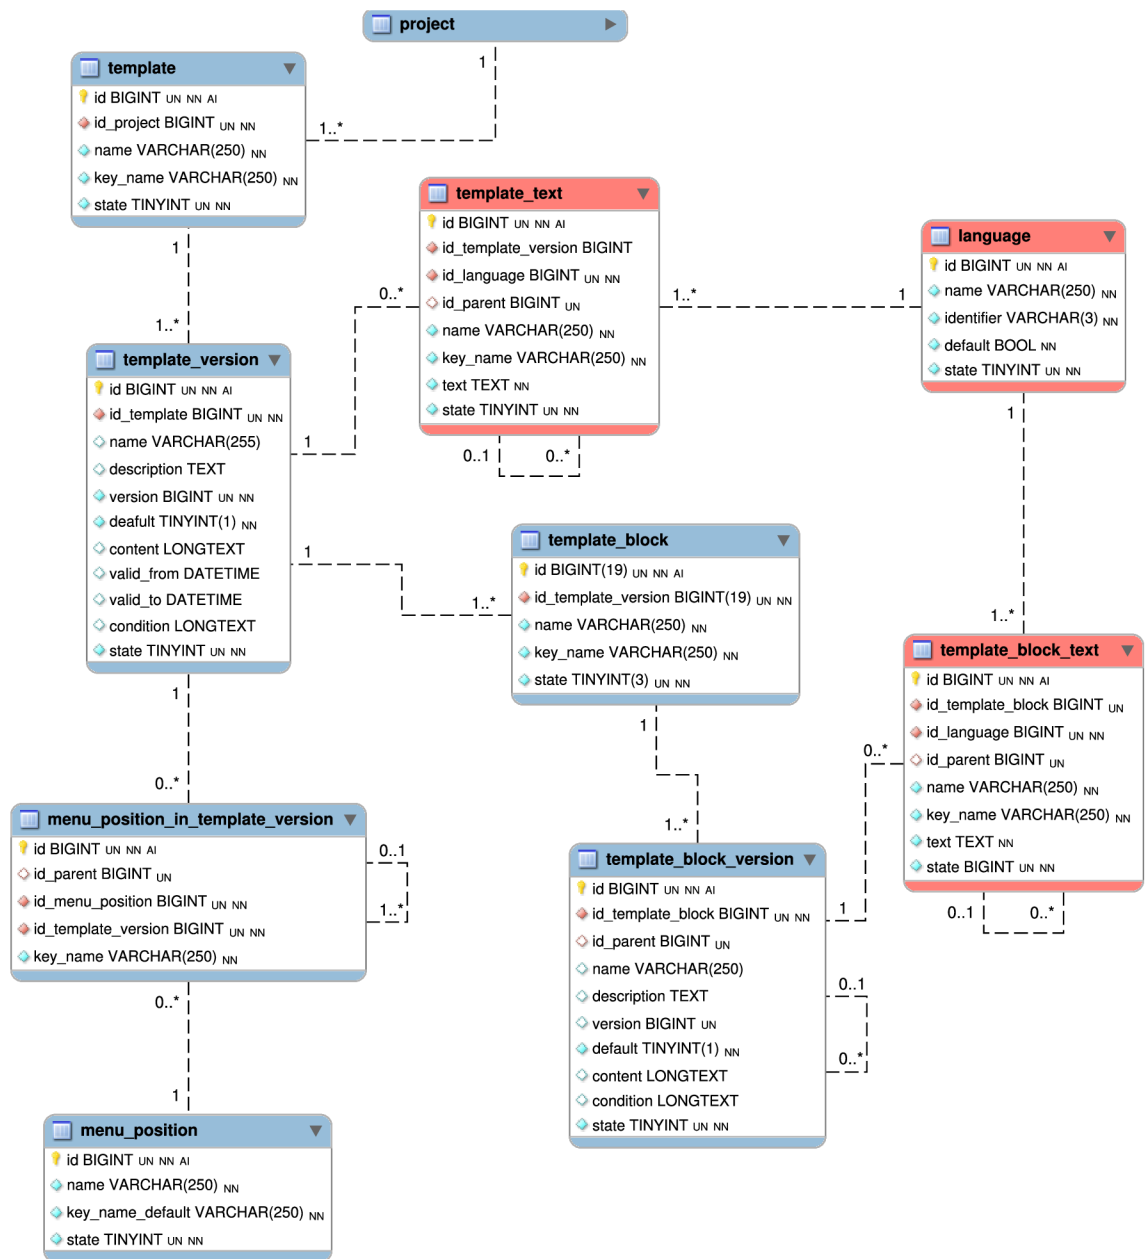 project
1
1..*
template
id BIGINT UN NN AI
id_project BIGINT UN NN
name VARCHAR(250) NN
key_name VARCHAR(250) NN
state TINYINT UN NN
1
1..*
template_text
id BIGINT UN NN AI
id_template_version BIGINT
id_language BIGINT UN NN
id_parent BIGINT UN
name VARCHAR(250) NN
key_name VARCHAR(250) NN
text TEXT NN
state TINYINT UN NN
0..*
1..*
1
0..1
0..*
language
id BIGINT UN NN AI
name VARCHAR(250) NN
identifier VARCHAR(3) NN
default BOOL NN
state TINYINT UN NN
1
1..*
template_version
id BIGINT UN NN AI
id_template BIGINT UN NN
name VARCHAR(255)
description TEXT
version BIGINT UN NN
deafult TINYINT(1) NN
content LONGTEXT
valid_from DATETIME
valid_to DATETIME
condition LONGTEXT
state TINYINT UN NN
1
1
1..*
1
0..*
template_block
id BIGINT(19) UN NN AI
id_template_version BIGINT(19) UN NN
name VARCHAR(250) NN
key_name VARCHAR(250) NN
state TINYINT(3) UN NN
1
1..*
template_block_text
id BIGINT UN NN AI
id_template_block BIGINT UN
id_language BIGINT UN NN
id_parent BIGINT UN
name VARCHAR(250) NN
key_name VARCHAR(250) NN
text TEXT NN
state BIGINT UN NN
0..*
1
0..1
0..*
menu_position_in_template_version
id BIGINT UN NN AI
id_parent BIGINT UN
id_menu_position BIGINT UN NN
id_template_version BIGINT UN NN
key_name VARCHAR(250) NN
0..1
1..*
0..*
1
template_block_version
id BIGINT UN NN AI
id_template_block BIGINT UN NN
id_parent BIGINT UN
name VARCHAR(250)
description TEXT
version BIGINT UN
default TINYINT(1) NN
content LONGTEXT
condition LONGTEXT
state TINYINT UN NN
0..1
0..*
menu_position
id BIGINT UN NN AI
name VARCHAR(250) NN
key_name_default VARCHAR(250) NN
state TINYINT UN NN